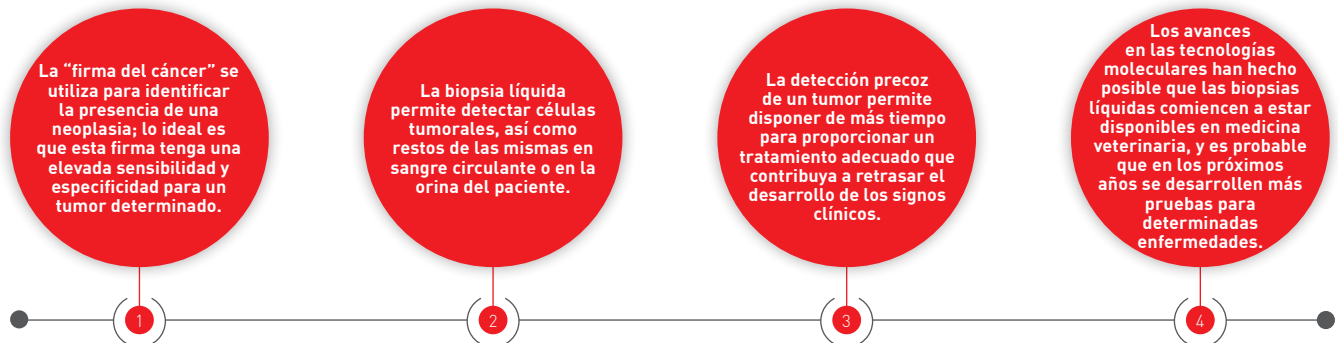 La “firma del cáncer” se
utiliza para identificar
la presencia de una
neoplasia; lo ideal es
que esta firma tenga una
elevada sensibilidad y
especificidad para un
tumor determinado.
La biopsia líquida
permite detectar células
tumorales, así como
restos de las mismas en
sangre circulante o en la
orina del paciente.
La detección precoz
de un tumor permite
disponer de más tiempo
para proporcionar un
tratamiento adecuado que
contribuya a retrasar el
desarrollo de los signos
clínicos.
Los avances
en las tecnologías
moleculares han hecho
posible que las biopsias
líquidas comiencen a estar
disponibles en medicina
veterinaria, y es probable
que en los próximos
años se desarrollen más
pruebas para
determinadas
enfermedades.
1
2
3
4